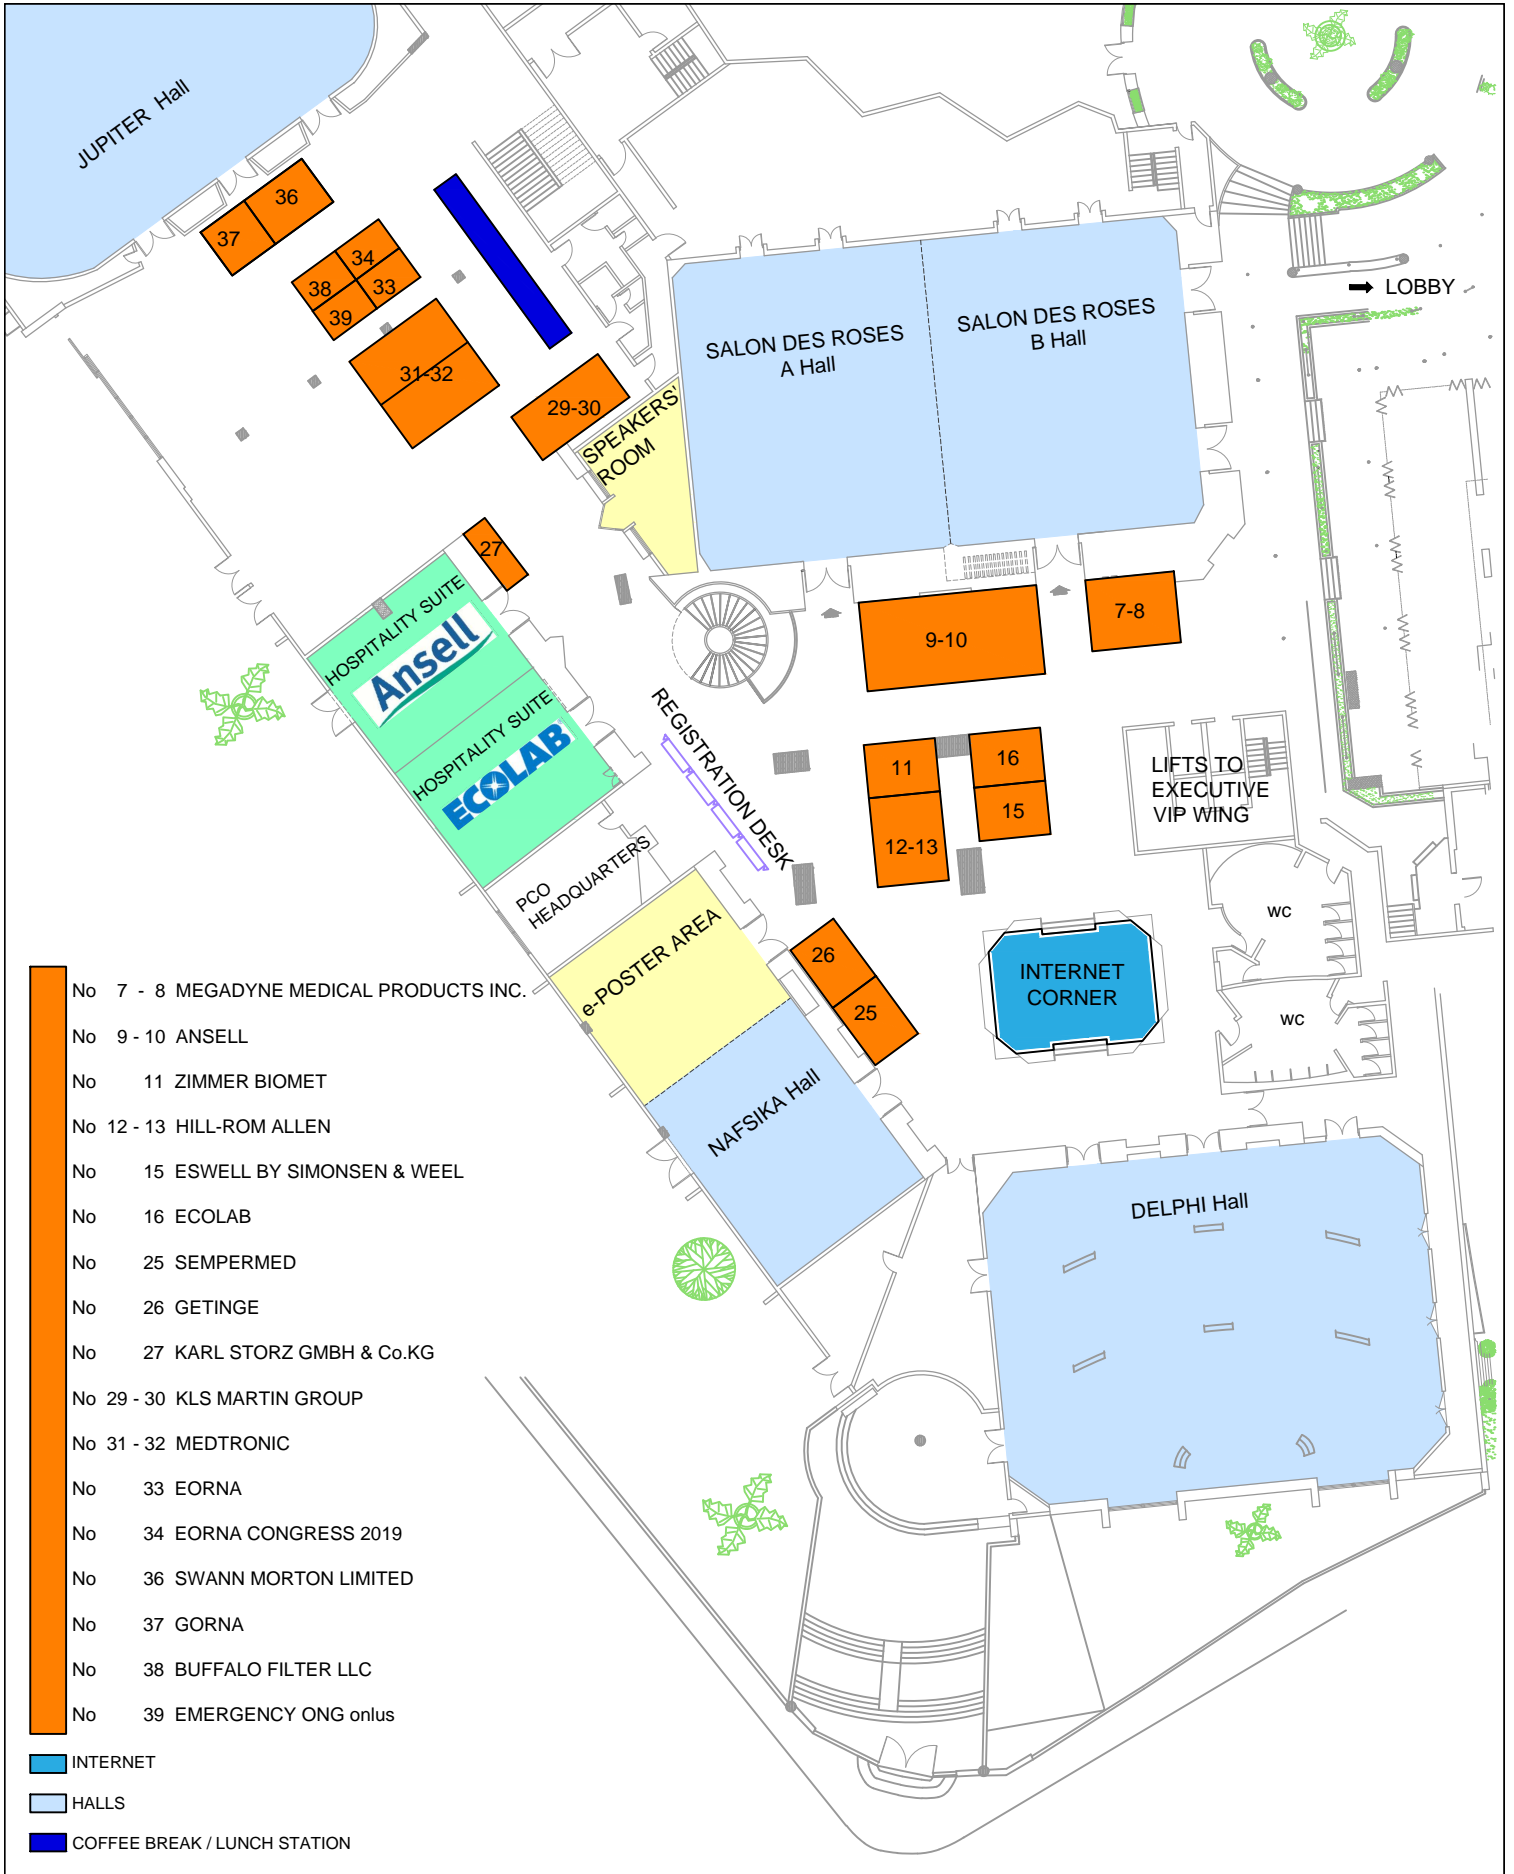 JUPITER Hall
36
37
34
38
33
39
31-32
29-30
SPEAKERS'
ROOM
SALON DES ROSES
A Hall
SALON DES ROSES
B Hall
LOBBY
27
HOSPITALITY SUITE
Ansell
HOSPITALITY SUITE
ECOLAB
REGISTRATION DESK
9-10
7-8
11
16
12-13
15
LIFTS TO
EXECUTIVE
VIP WING
PCO
HEADQUARTERS
e-POSTER AREA
26
25
INTERNET
CORNER
WC
WC
NAFSIKA Hall
DELPHI Hall
No 7 - 8 MEGADYNE MEDICAL PRODUCTS INC.
No 9 - 10 ANSELL
No 11 ZIMMER BIOMET
No 12 - 13 HILL-ROM ALLEN
No 15 ESWELL BY SIMONSEN & WEEL
No 16 ECOLAB
No 25 SEMPERMED
No 26 GETINGE
No 27 KARL STORZ GMBH & Co.KG
No 29 - 30 KLS MARTIN GROUP
No 31 - 32 MEDTRONIC
No 33 EORNA
No 34 EORNA CONGRESS 2019
No 36 SWANN MORTON LIMITED
No 37 GORNA
No 38 BUFFALO FILTER LLC
No 39 EMERGENCY ONG onlus
INTERNET
HALLS
COFFEE BREAK / LUNCH STATION